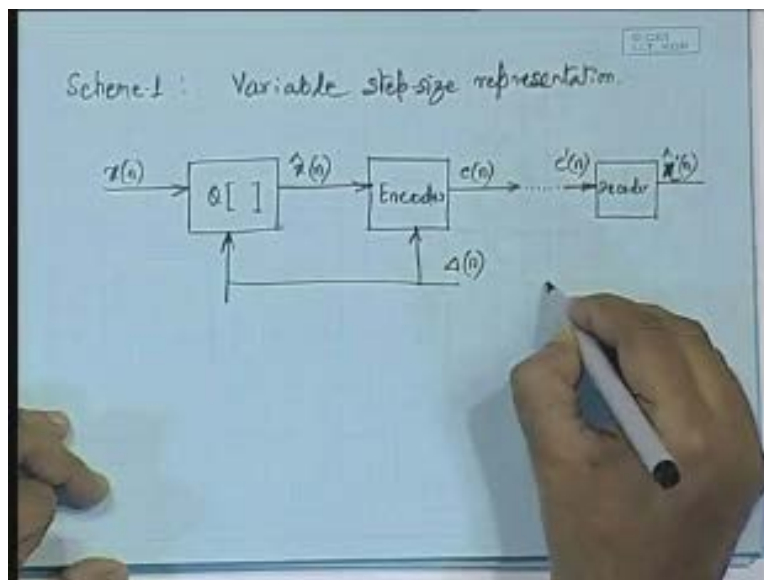 Scheme-1 : Variable step-size representation.
x(n) Q[ ] x̂(n) Encoder c(n) c'(n) Decoder x̂'(n)
Δ(n)